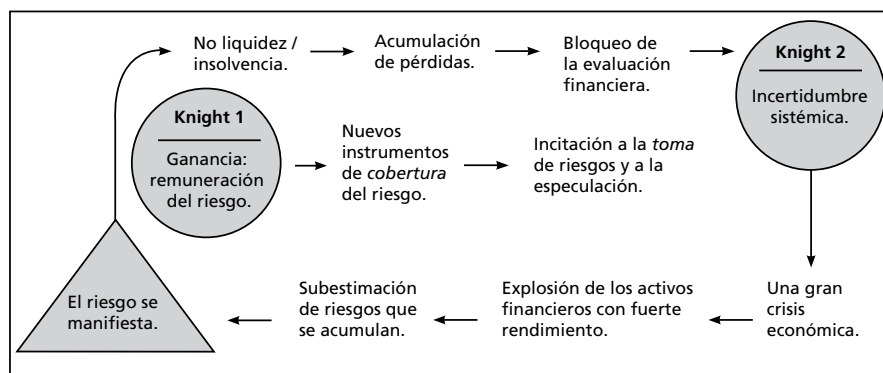 No liquidez /
insolvencia.
Acumulación
de pérdidas.
Bloqueo de
la evaluación
financiera.
Knight 2
Incertidumbre
sistémica.
Knight 1
Ganancia:
remuneración
del riesgo.
Nuevos
instrumentos
de cobertura
del riesgo.
Incitación a la toma
de riesgos y a la
especulación.
El riesgo se
manifiesta.
Subestimación
de riesgos que
se acumulan.
Explosión de los activos
financieros con fuerte
rendimiento.
Una gran
crisis
económica.